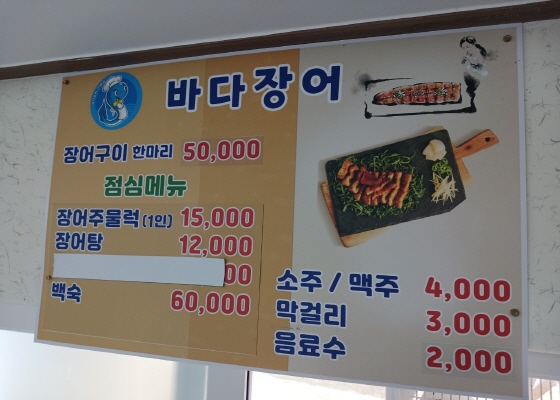 바다장어
장어구이 한마리 50,000
점심메뉴
장어주물럭(1인) 15,000
장어탕 12,000
00
백숙 60,000
소주 / 맥주 4,000
막걸리 3,000
음료수 2,000